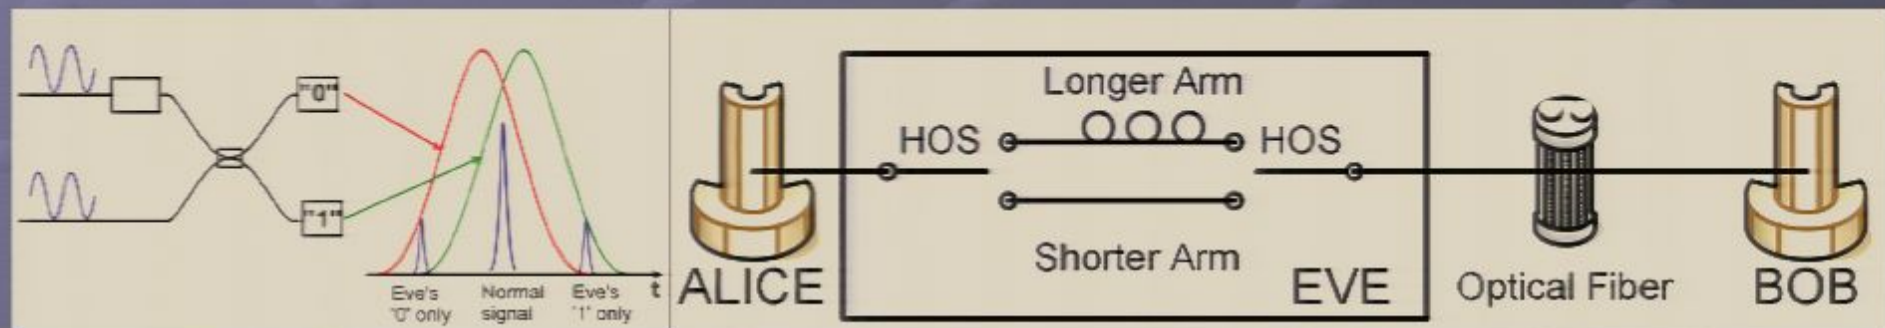 "0"
"1"
Eve's
"0" only
Normal
signal
Eve's
"1" only
t
ALICE
HOS
Longer Arm
HOS
Shorter Arm
EVE
Optical Fiber
BOB